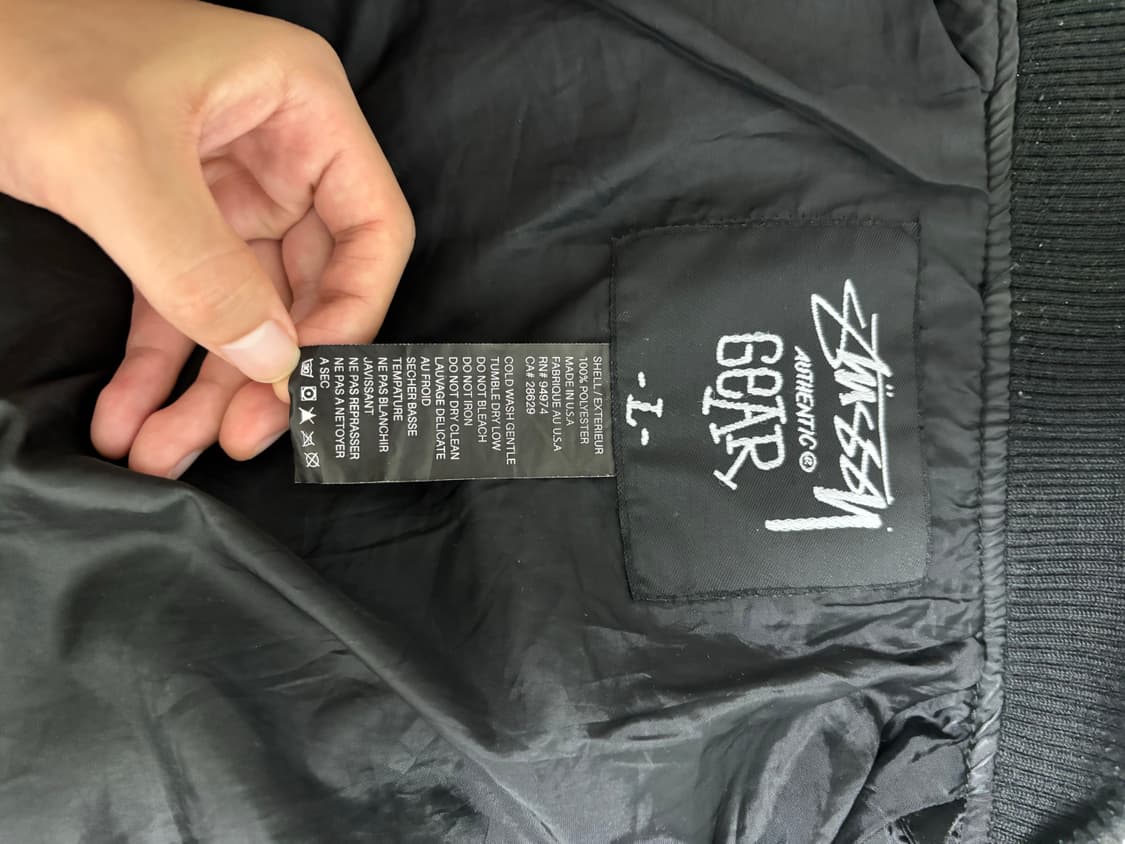 STÜSSY
AUTHENTIC®
GEAR
-L-
SHELL / EXTERIEUR
100% POLYESTER
MADE IN U.S.A
FABRIQUE AU U.S.A
RN# 94974
CA# 28629
COLD WASH GENTLE
TUMBLE DRY LOW
DO NOT BLEACH
DO NOT IRON
DO NOT DRY CLEAN
LAUVAGE DELICATE
AU FROID
SECHER BASSE
TEMPATURE
NE PAS BLANCHIR
JAVISSANT
NE PAS REPRASSER
NE PAS A NETOYER
A SEC